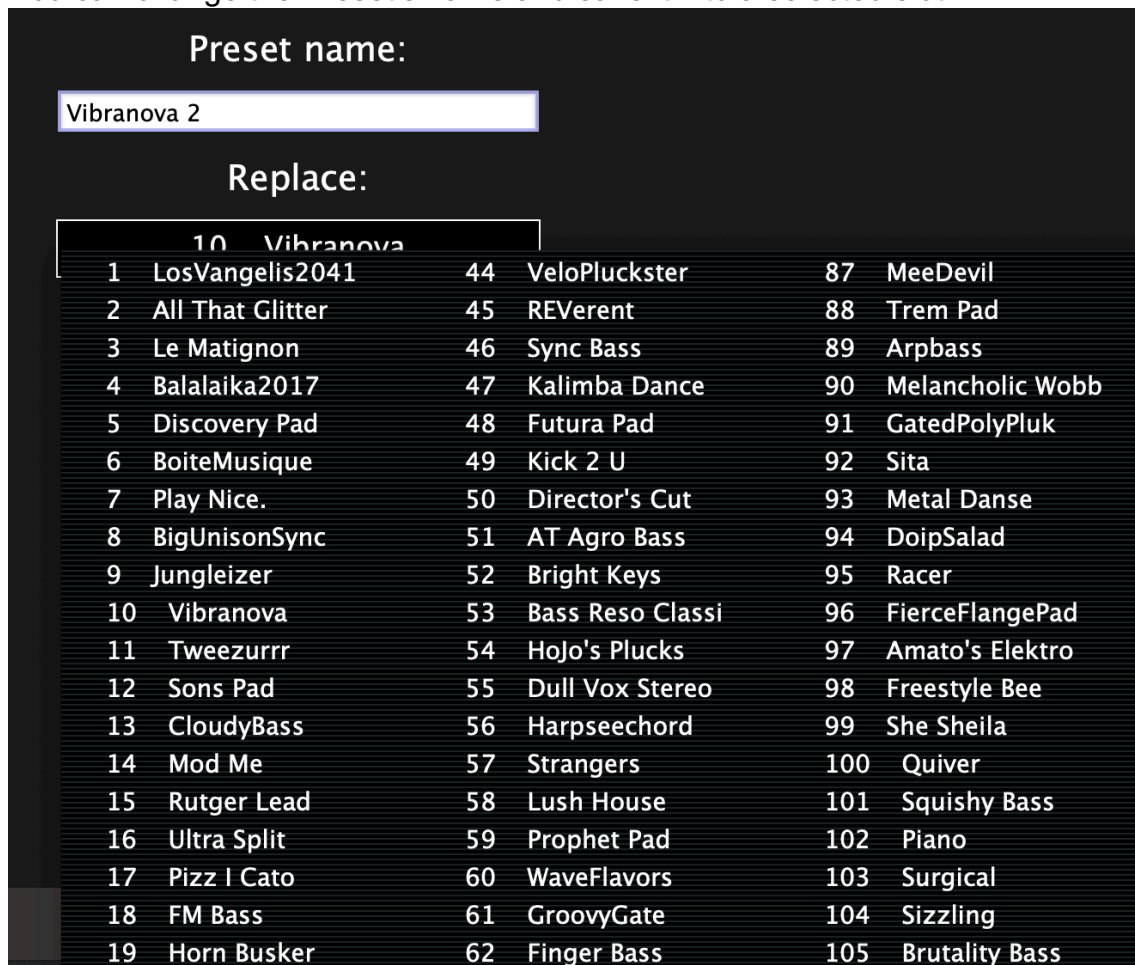 Preset name:
Vibranova 2
Replace:
10 Vibranova
1 LosVangelis2041
2 All That Glitter
3 Le Matignon
4 Balalaika2017
5 Discovery Pad
6 BoiteMusique
7 Play Nice.
8 BigUnisonSync
9 Jungleizer
10 Vibranova
11 Tweezurrr
12 Sons Pad
13 CloudyBass
14 Mod Me
15 Rutger Lead
16 Ultra Split
17 Pizz I Cato
18 FM Bass
19 Horn Busker
44 VeloPluckster
45 REVerent
46 Sync Bass
47 Kalimba Dance
48 Futura Pad
49 Kick 2 U
50 Director's Cut
51 AT Agro Bass
52 Bright Keys
53 Bass Reso Classi
54 HoJo's Plucks
55 Dull Vox Stereo
56 Harpseechord
57 Strangers
58 Lush House
59 Prophet Pad
60 WaveFlavors
61 GroovyGate
62 Finger Bass
87 MeeDevil
88 Trem Pad
89 Arpbass
90 Melancholic Wobb
91 GatedPolyPluk
92 Sita
93 Metal Danse
94 DoipSalad
95 Racer
96 FierceFlangePad
97 Amato's Elektro
98 Freestyle Bee
99 She Sheila
100 Quiver
101 Squishy Bass
102 Piano
103 Surgical
104 Sizzling
105 Brutality Bass